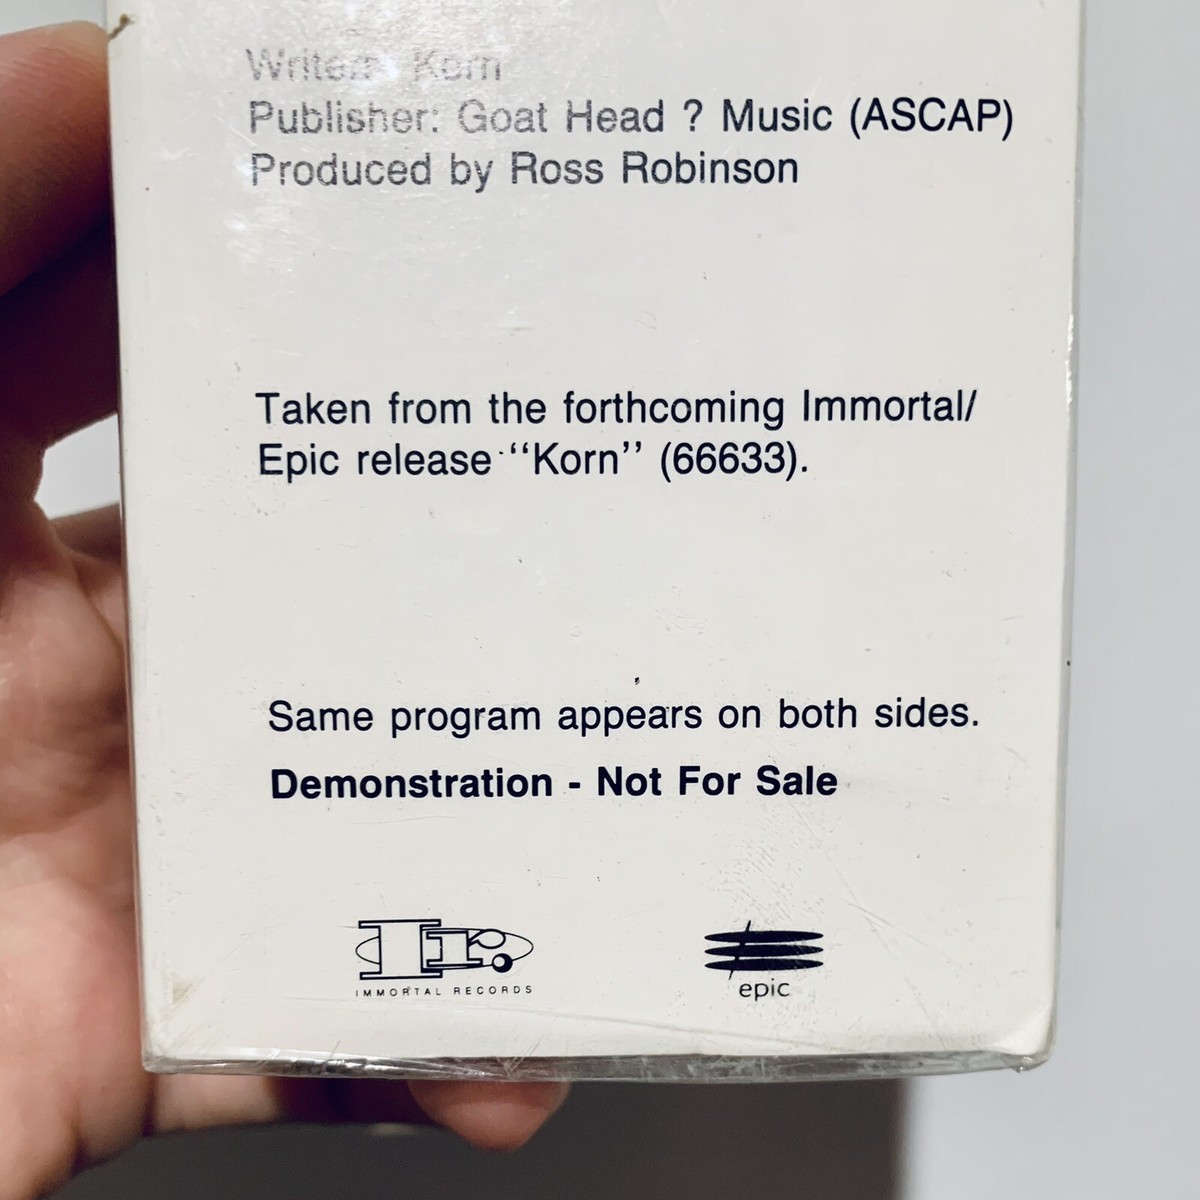 Writer: Korn
Publisher: Goat Head ? Music (ASCAP)
Produced by Ross Robinson
Taken from the forthcoming Immortal/
Epic release "Korn" (66633).
Same program appears on both sides.
Demonstration - Not For Sale
Ir.
IMMORTAL RECORDS
epic